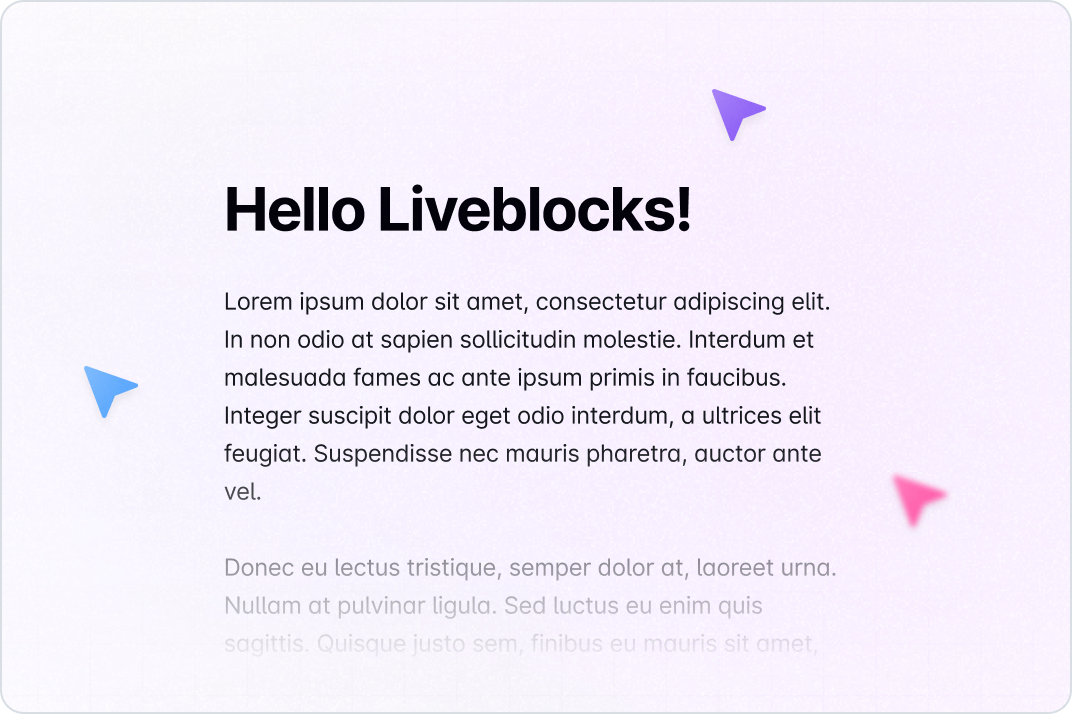 Hello Liveblocks!
Lorem ipsum dolor sit amet, consectetur adipiscing elit.
In non odio at sapien sollicitudin molestie. Interdum et
malesuada fames ac ante ipsum primis in faucibus.
Integer suscipit dolor eget odio interdum, a ultrices elit
feugiat. Suspendisse nec mauris pharetra, auctor ante
vel.
Donec eu lectus tristique, semper dolor at, laoreet urna.
Nullam at pulvinar ligula. Sed luctus eu enim quis
sagittis. Quisque justo sem, finibus eu mauris sit amet,